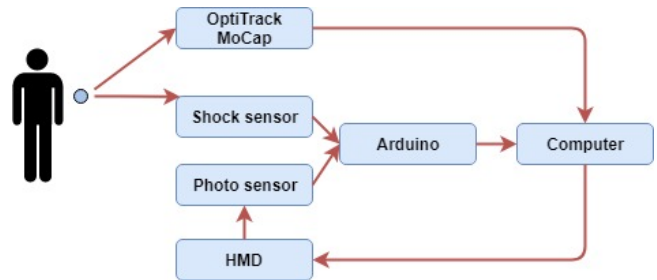 OptiTrack
MoCap
Shock sensor
Arduino
Computer
Photo sensor
HMD